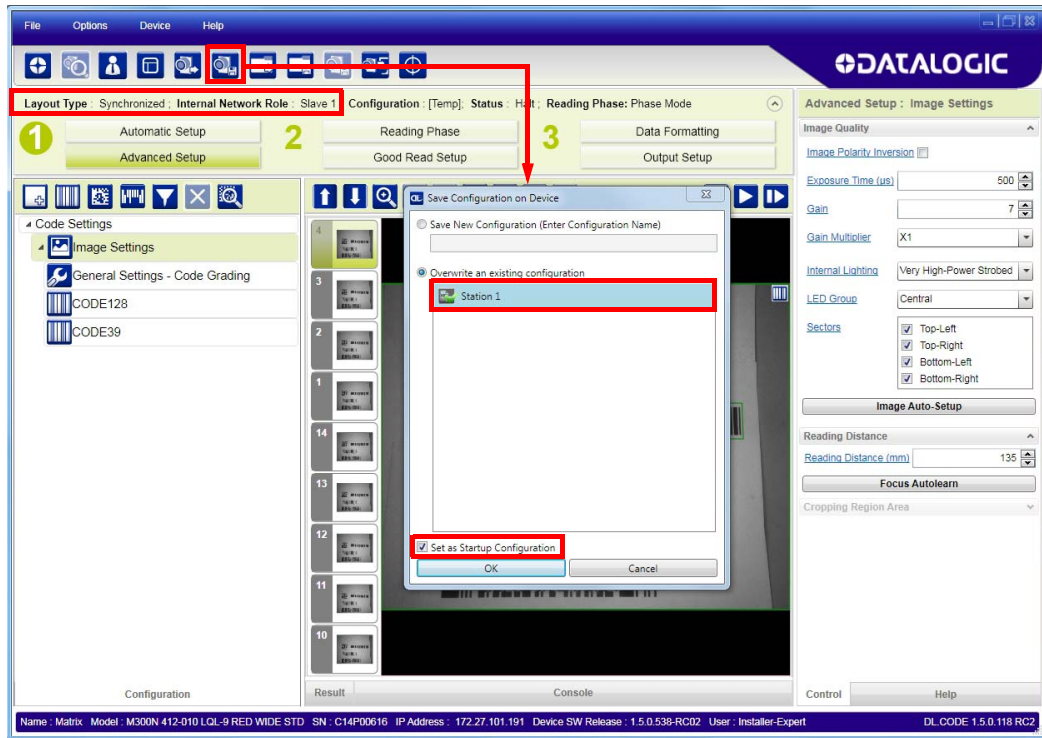 File Options Device Help
DATALOGIC
Layout Type : Synchronized ; Internal Network Role : Slave 1 Configuration : [Temp]; Status : Halt ; Reading Phase: Phase Mode
1 Automatic Setup 2 Reading Phase 3 Data Formatting
Advanced Setup Good Read Setup Output Setup
Code Settings
Image Settings
General Settings - Code Grading
CODE128
CODE39
Configuration
4
3
2
1
14
13
12
11
10
Save Configuration on Device
Save New Configuration (Enter Configuration Name)
Overwrite an existing configuration
Station 1
Set as Startup Configuration
OK Cancel
Result Console
Advanced Setup : Image Settings
Image Quality
Image Polarity Inversion
Exposure Time (µs) 500
Gain 7
Gain Multiplier X1
Internal Lighting Very High-Power Strobed
LED Group Central
Sectors Top-Left
Top-Right
Bottom-Left
Bottom-Right
Image Auto-Setup
Reading Distance
Reading Distance (mm) 135
Focus Autolearn
Cropping Region Area
Control Help
Name : Matrix Model : M300N 412-010 LQL-9 RED WIDE STD SN : C14P00616 IP Address : 172.27.101.191 Device SW Release : 1.5.0.538-RC02 User : Installer-Expert DL.CODE 1.5.0.118 RC2